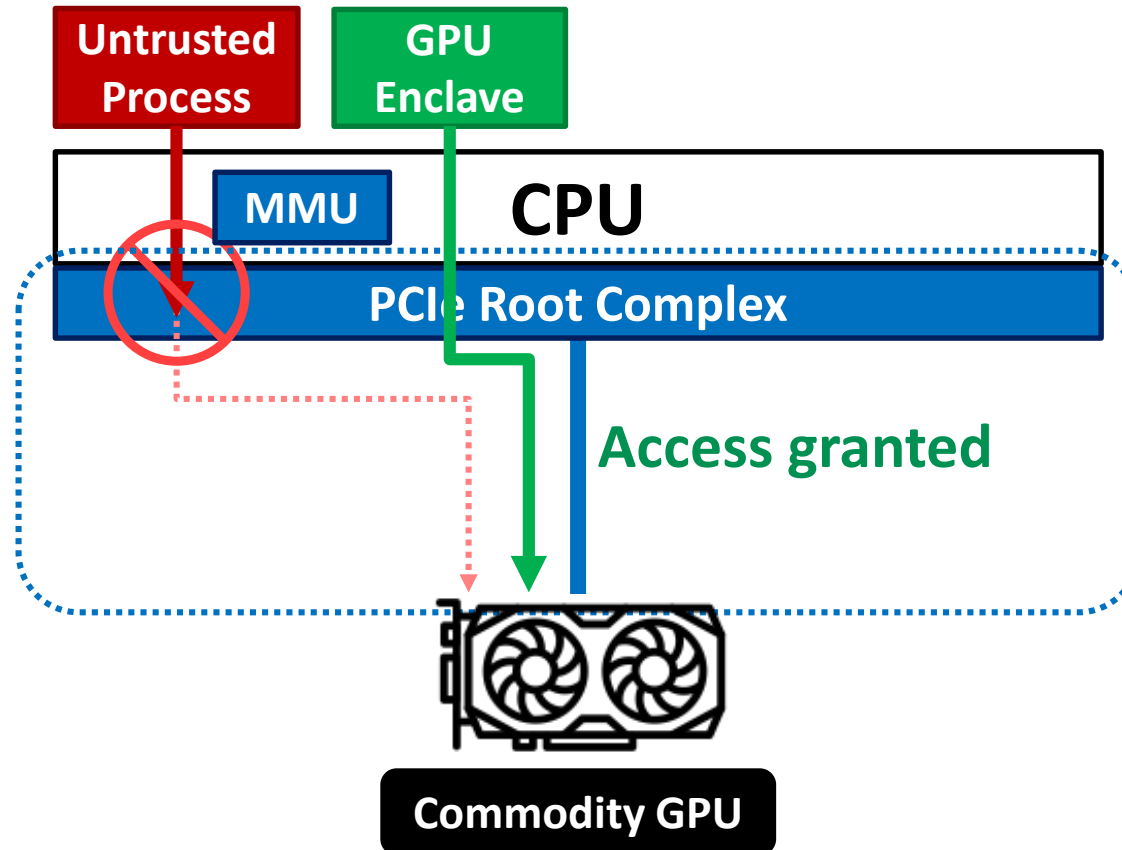 Untrusted
Process
GPU
Enclave
MMU
CPU
PCIe Root Complex
Access granted
Commodity GPU